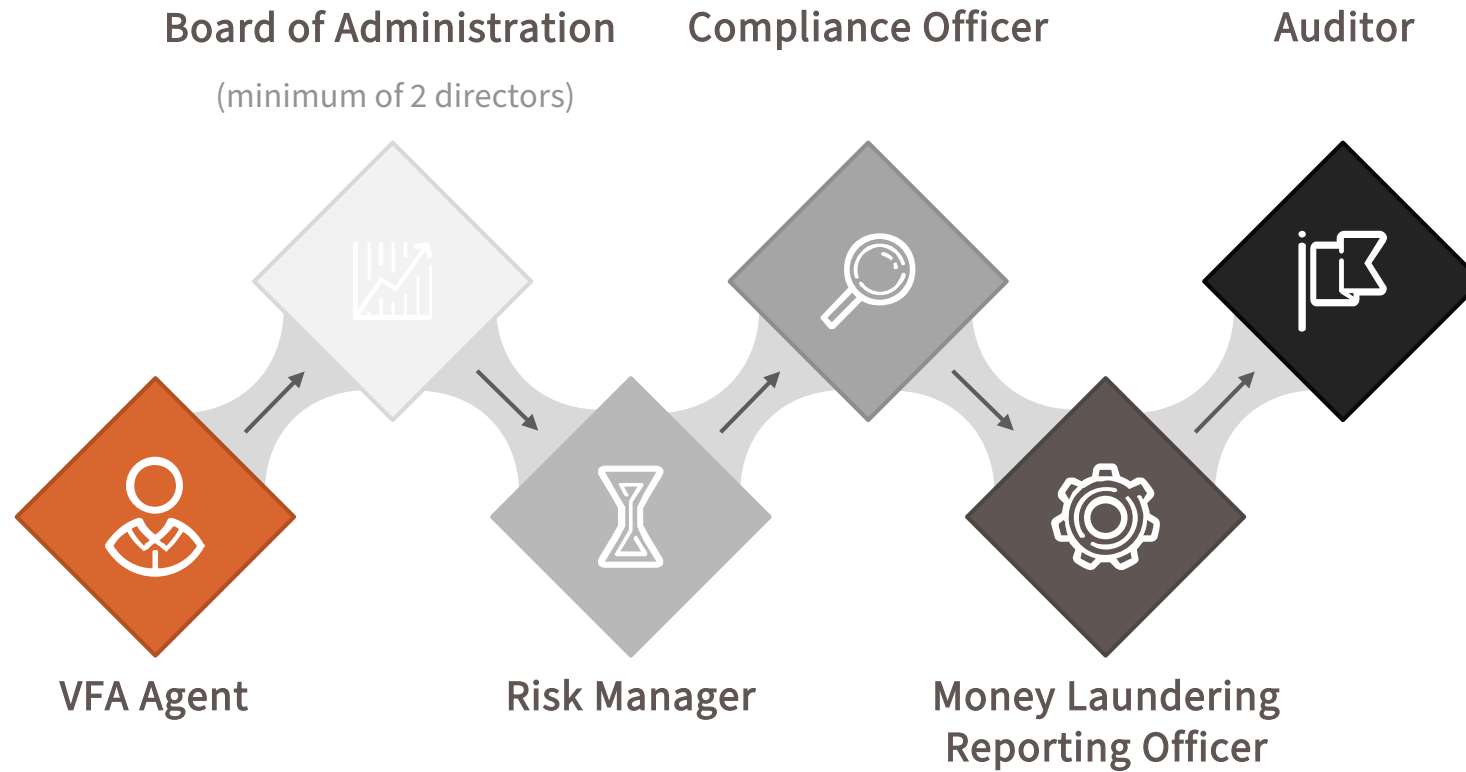 Board of Administration
(minimum of 2 directors)
Compliance Officer
Auditor
VFA Agent
Risk Manager
Money Laundering
Reporting Officer